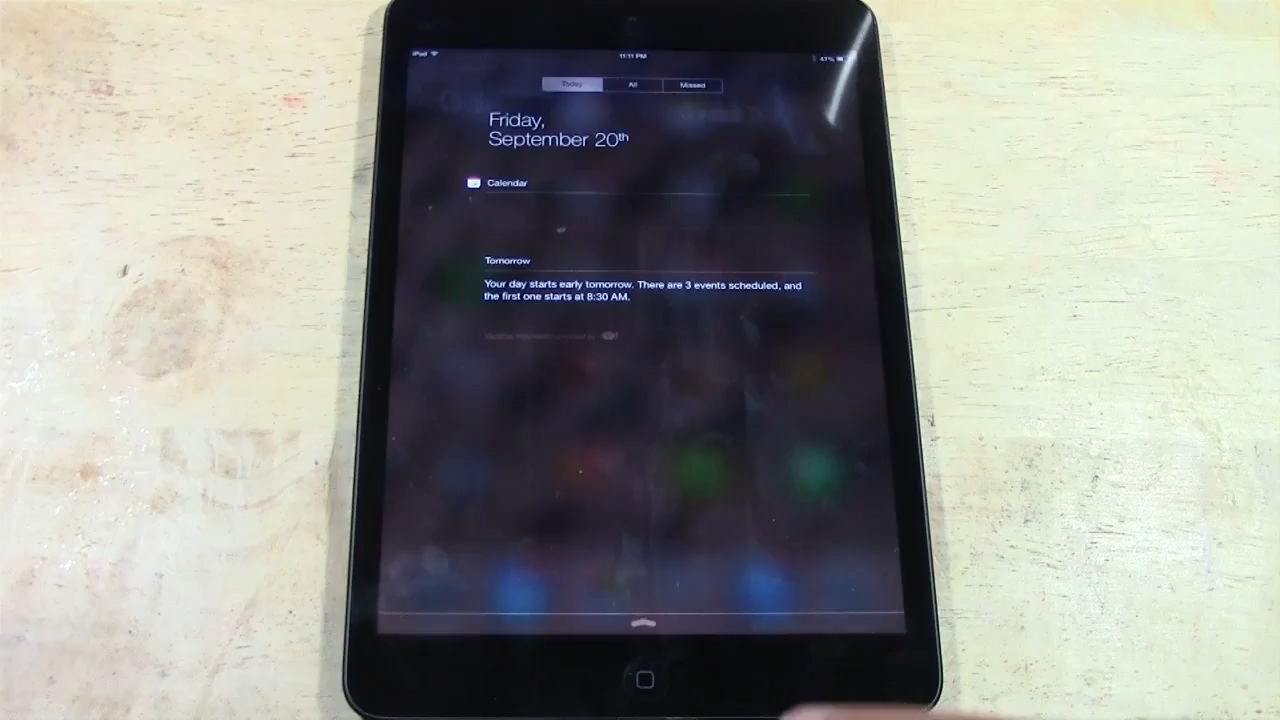 iPad
11:11 PM
47%
Today
All
Missed
Friday,
September 20th
Calendar
Tomorrow
Your day starts early tomorrow. There are 3 events scheduled, and
the first one starts at 8:30 AM.